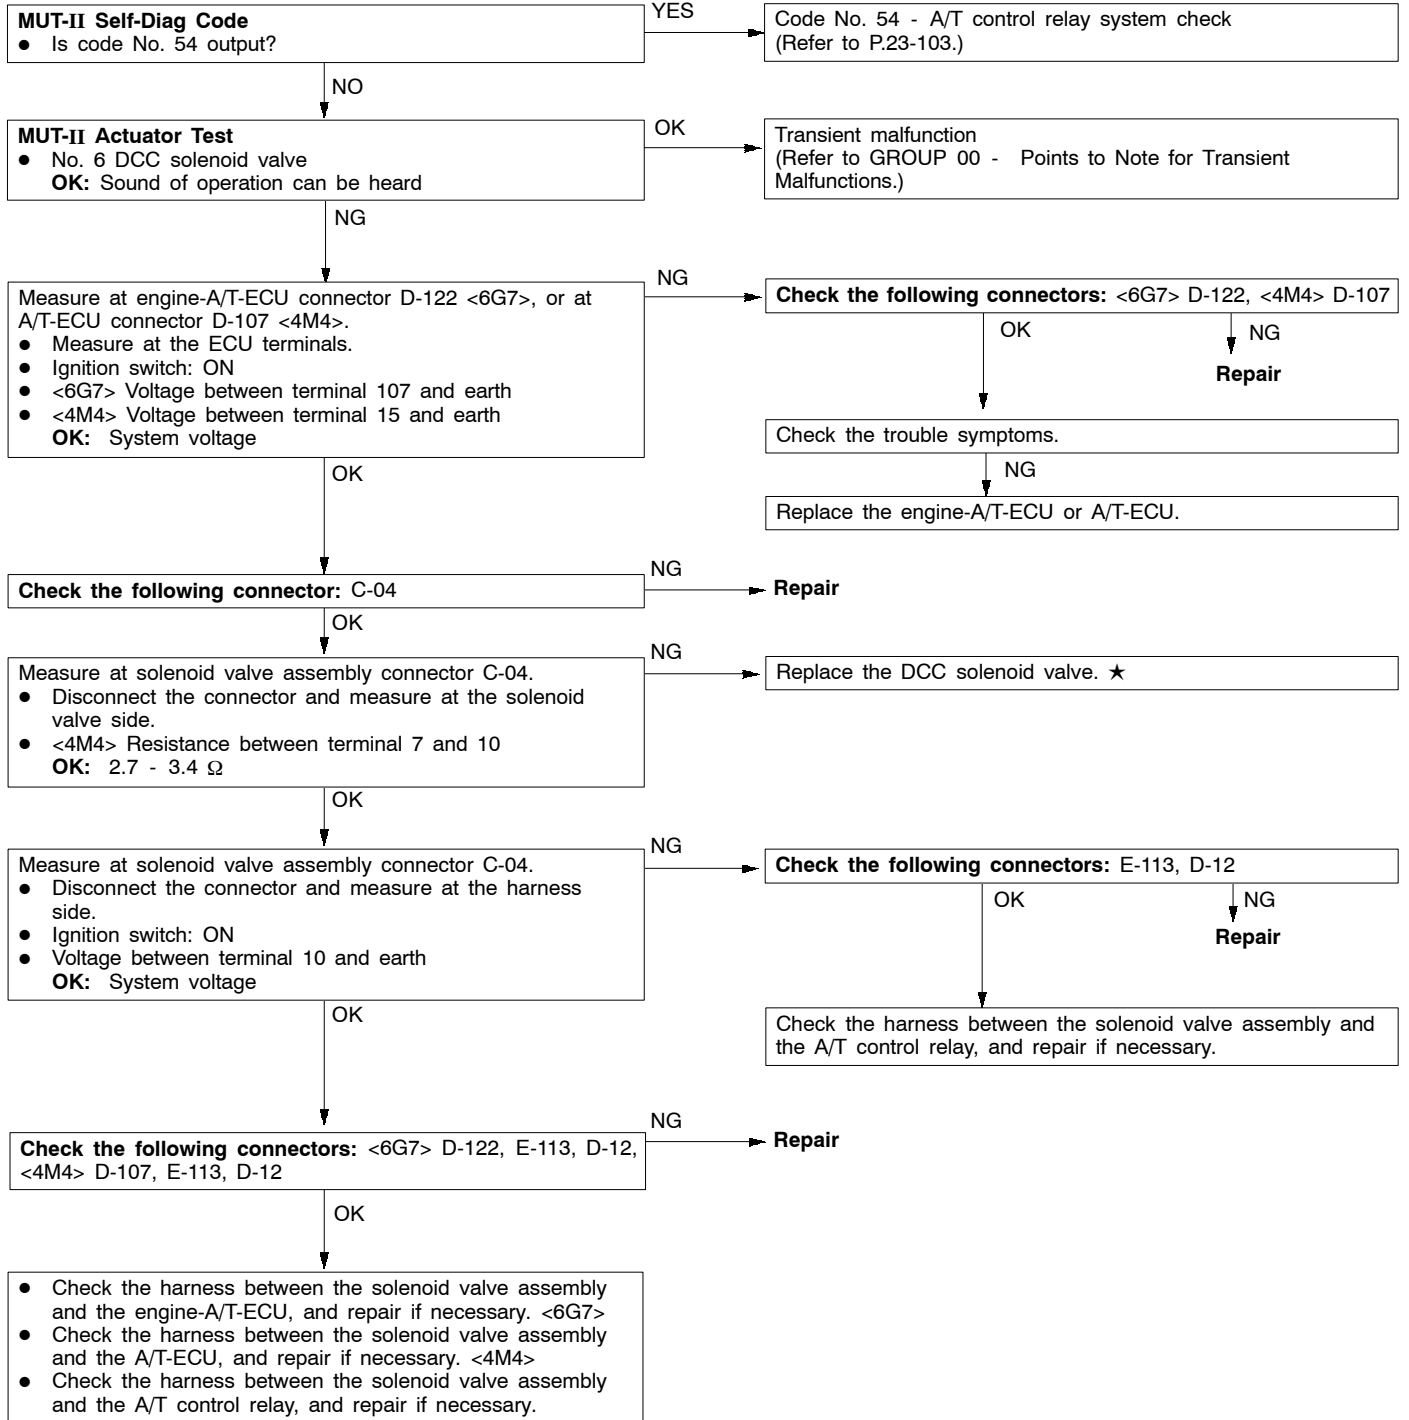 MUT-II Self-Diag Code
● Is code No. 54 output?
YES
Code No. 54 - A/T control relay system check
(Refer to P.23-103.)
NO
MUT-II Actuator Test
● No. 6 DCC solenoid valve
OK: Sound of operation can be heard
OK
Transient malfunction
(Refer to GROUP 00 - Points to Note for Transient
Malfunctions.)
NG
Measure at engine-A/T-ECU connector D-122 <6G7>, or at
A/T-ECU connector D-107 <4M4>.
● Measure at the ECU terminals.
● Ignition switch: ON
● <6G7> Voltage between terminal 107 and earth
● <4M4> Voltage between terminal 15 and earth
OK: System voltage
NG
Check the following connectors: <6G7> D-122, <4M4> D-107
OK
NG
Repair
Check the trouble symptoms.
NG
Replace the engine-A/T-ECU or A/T-ECU.
OK
Check the following connector: C-04
NG
Repair
OK
Measure at solenoid valve assembly connector C-04.
● Disconnect the connector and measure at the solenoid
valve side.
● <4M4> Resistance between terminal 7 and 10
OK: 2.7 - 3.4 Ω
NG
Replace the DCC solenoid valve. ★
OK
Measure at solenoid valve assembly connector C-04.
● Disconnect the connector and measure at the harness
side.
● Ignition switch: ON
● Voltage between terminal 10 and earth
OK: System voltage
NG
Check the following connectors: E-113, D-12
OK
NG
Repair
Check the harness between the solenoid valve assembly and
the A/T control relay, and repair if necessary.
OK
Check the following connectors: <6G7> D-122, E-113, D-12,
<4M4> D-107, E-113, D-12
NG
Repair
OK
● Check the harness between the solenoid valve assembly
and the engine-A/T-ECU, and repair if necessary. <6G7>
● Check the harness between the solenoid valve assembly
and the A/T-ECU, and repair if necessary. <4M4>
● Check the harness between the solenoid valve assembly
and the A/T control relay, and repair if necessary.